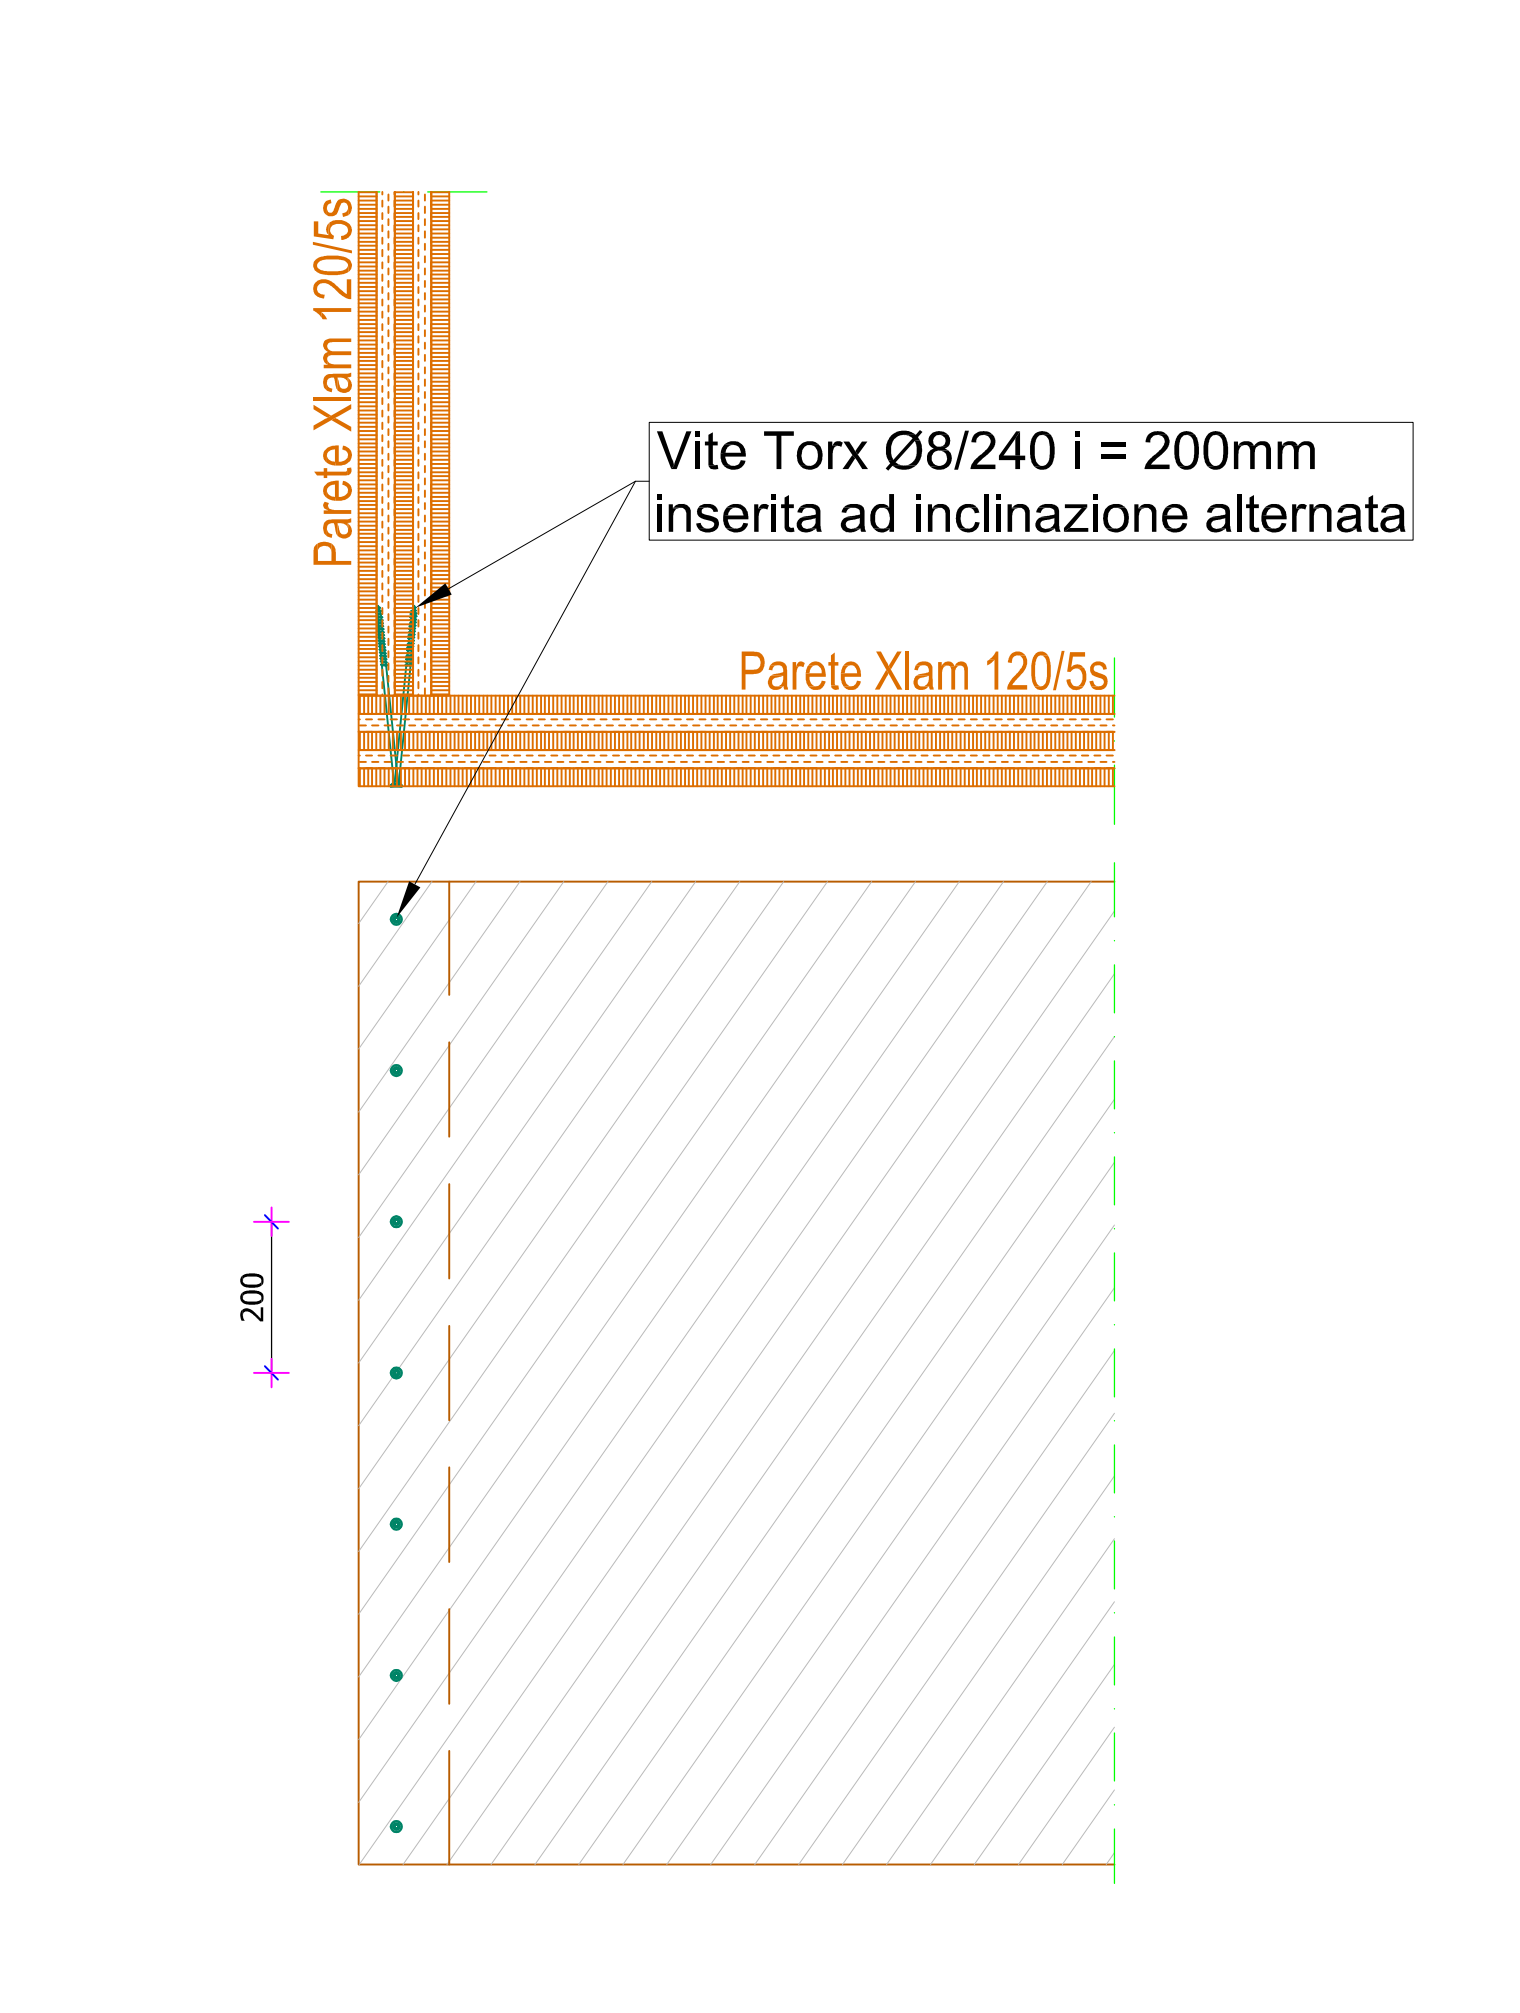 Parete Xlam 120/5s
Vite Torx Ø8/240 i = 200mm
inserita ad inclinazione alternata
Parete Xlam 120/5s
200